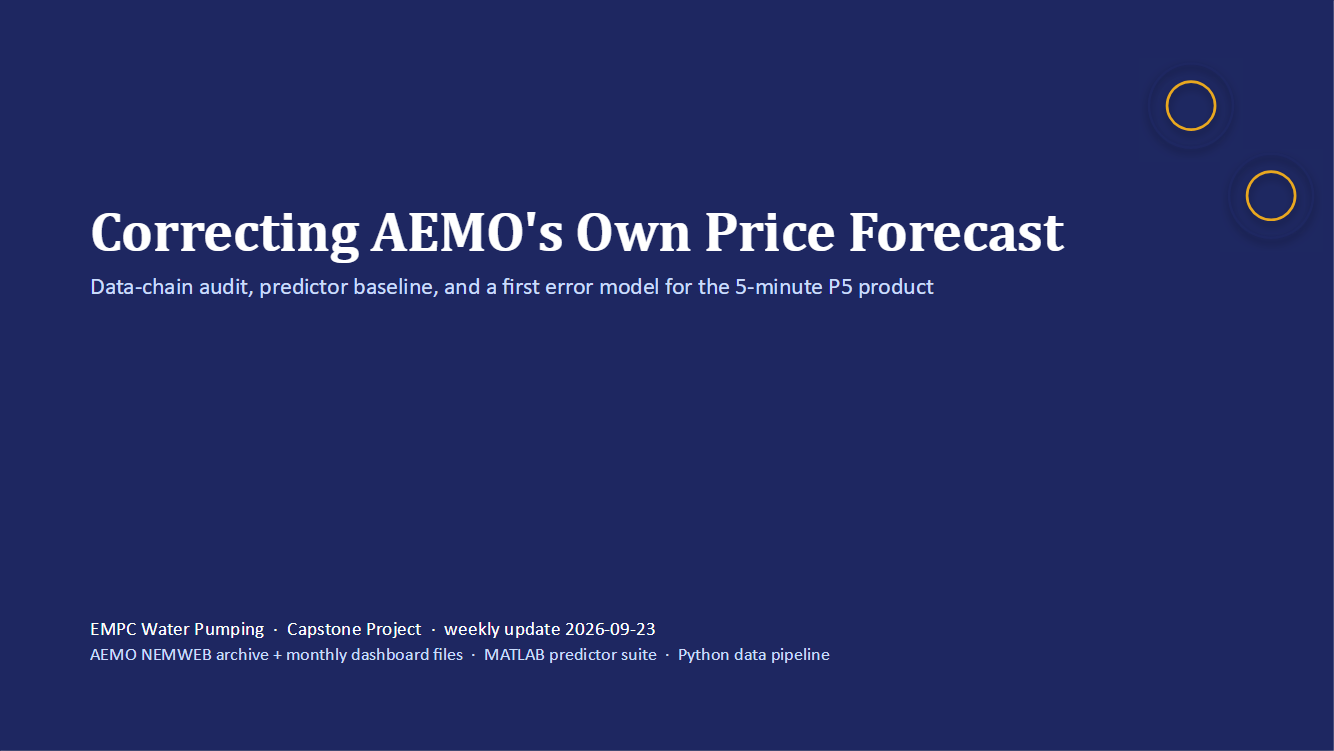 Correcting AEMO's Own Price Forecast
Data-chain audit, predictor baseline, and a first error model for the 5-minute P5 product
EMPC Water Pumping · Capstone Project · weekly update 2026-09-23
AEMO NEMWEB archive + monthly dashboard files · MATLAB predictor suite · Python data pipeline